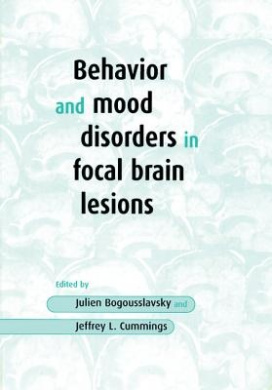 Behavior
and mood
disorders in
focal brain
lesions
Edited by
Julien Bogousslavsky and
Jeffrey L. Cummings